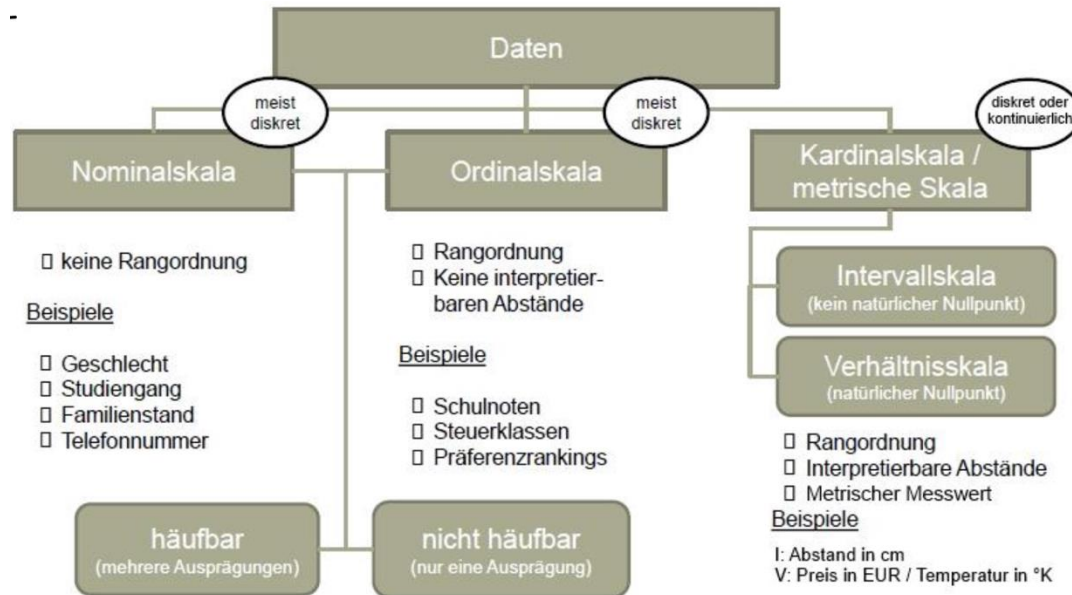 Daten
meist
diskret
meist
diskret
diskret oder
kontinuierlich
Nominalskala
Ordinalskala
Kardinalskala /
metrische Skala
keine Rangordnung
Beispiele
Geschlecht
Studiengang
Familienstand
Telefonnummer
Rangordnung
Keine interpretier-
baren Abstände
Beispiele
Schulnoten
Steuerklassen
Präferenzrankings
Intervallskala
(kein natürlicher Nullpunkt)
Verhältnisskala
(natürlicher Nullpunkt)
Rangordnung
Interpretierbare Abstände
Metrischer Messwert
Beispiele
I: Abstand in cm
V: Preis in EUR / Temperatur in °K
häufbar
(mehrere Ausprägungen)
nicht häufbar
(nur eine Ausprägung)